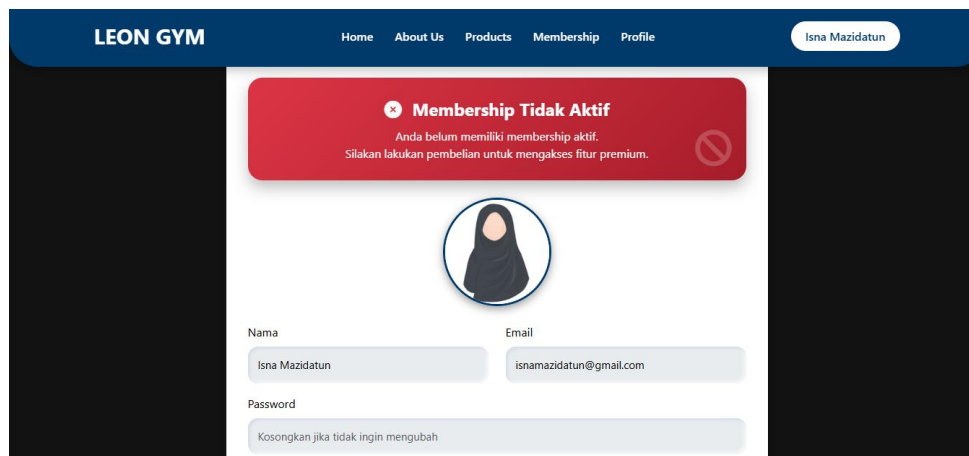 LEON GYM
Home About Us Products Membership Profile
Isna Mazidatun
Membership Tidak Aktif
Anda belum memiliki membership aktif.
Silakan lakukan pembelian untuk mengakses fitur premium.
Nama
Email
Isna Mazidatun
isnamazidatun@gmail.com
Password
Kosongkan jika tidak ingin mengubah